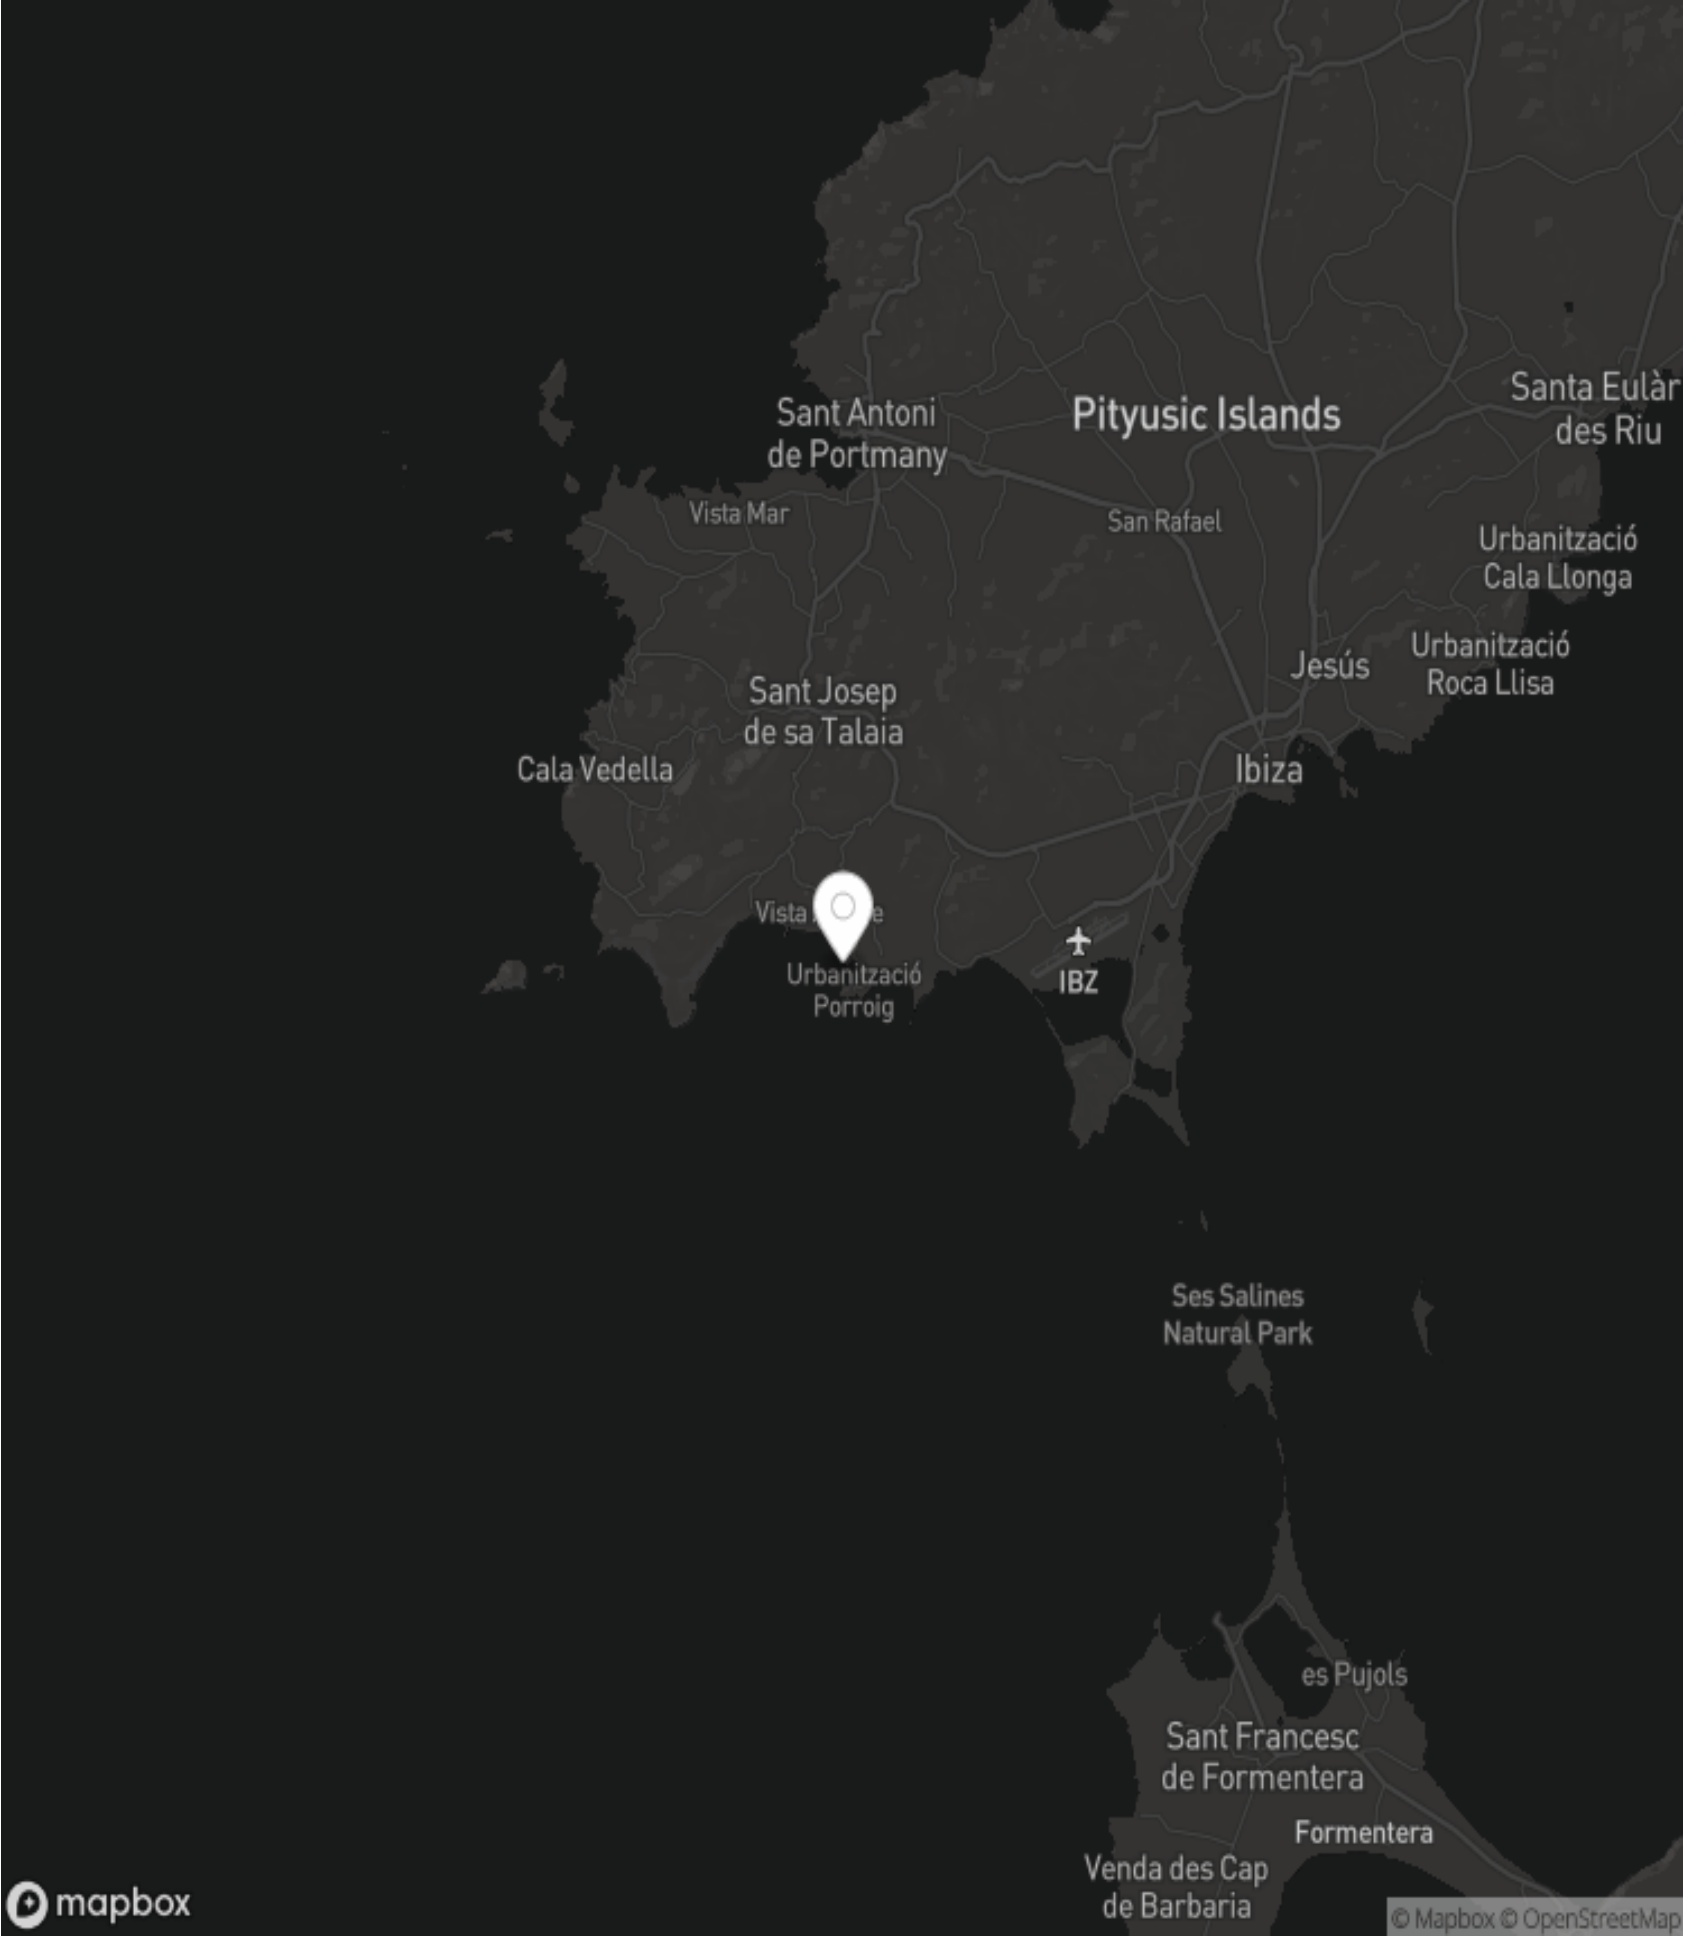 Santa Eulàr
des Riu
Sant Antoni
de Portmany
Pityusic Islands
Vista Mar
San Rafael
Urbanització
Cala Llonga
Urbanització
Roca Llisa
Jesús
Sant Josep
de sa Talaia
Cala Vedella
Ibiza
Vista
Urbanització
Porroig
IBZ
Ses Salines
Natural Park
es Pujols
Sant Francesc
de Formentera
Formentera
Venda des Cap
de Barbaria
mapbox
© Mapbox © OpenStreetMap